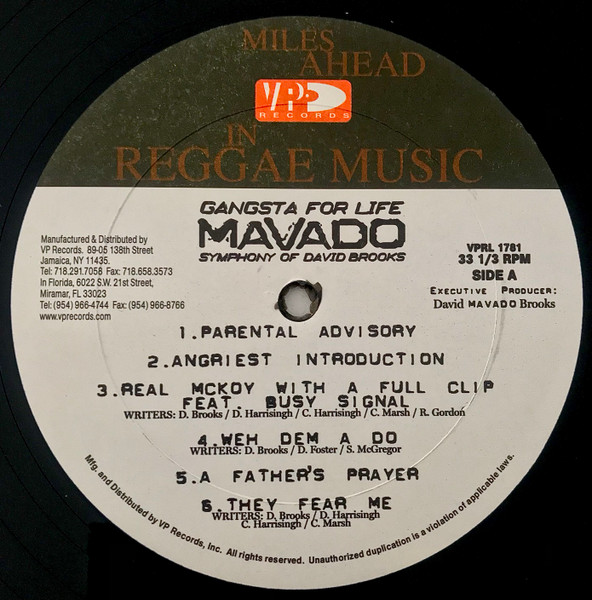 MILES
AHEAD
VP
RECORDS
IN
REGGAE MUSIC
GANGSTA FOR LIFE
MAVADO
SYMPHONY OF DAVID BROOKS
Manufactured & Distributed by
VP Records. 89-05 138th Street
Jamaica, NY 11435.
Tel: 718.291.7058 Fax: 718.658.3573
In Florida, 6022 S.W. 21st Street,
Miramar, FL 33023
Tel: (954) 966-4744 Fax: (954) 966-8766
www.vprecords.com
VPRL 1781
33 1/3 RPM
SIDE A
EXECUTIVE PRODUCER:
David MAVADO Brooks
1.PARENTAL ADVISORY
2.ANGRIEST INTRODUCTION
3.REAL MCKOY WITH A FULL CLIP
FEAT. BUSY SIGNAL
WRITERS: D. Brooks / D. Harrisingh / C. Harrisingh / C. Marsh / R. Gordon
4.WEH DEM A DO
WRITERS: D. Brooks / D. Foster / S. McGregor
5.A FATHER'S PRAYER
6.THEY FEAR ME
WRITERS: D. Brooks / D. Harrisingh
C. Harrisingh / C. Marsh
Mfg. and Distributed by VP Records, Inc. All rights reserved. Unauthorized duplication is a violation of applicable laws.